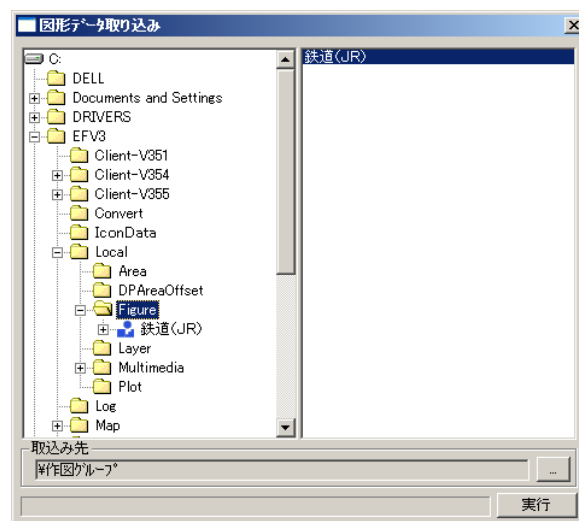 図形ﾃﾞｰﾀ取り込み
C:
鉄道(JR)
DELL
Documents and Settings
DRIVERS
EFV3
Client-V351
Client-V354
Client-V355
Convert
IconData
Local
Area
DPAreaOffset
Figure
鉄道(JR)
Layer
Multimedia
Plot
Log
Map
取込み先
¥作図ｸﾞﾙｰﾌﾟ
...
実行